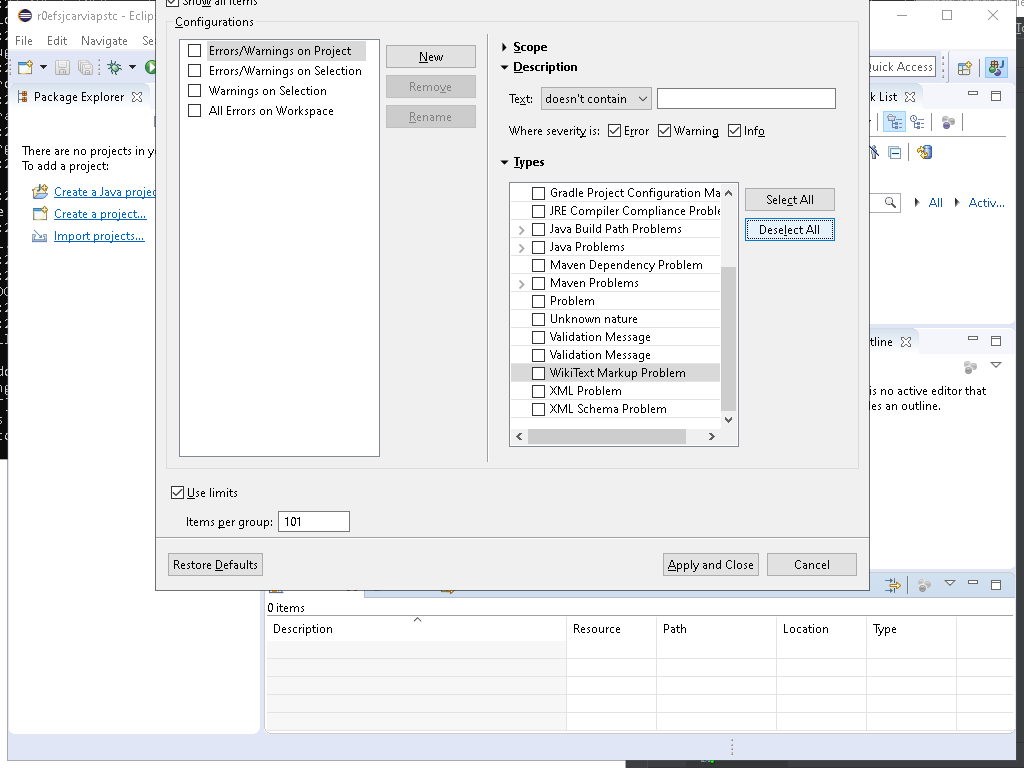 Show all items
r0efsjcarviapstc - Eclip
Configurations
File Edit Navigate Se
Errors/Warnings on Project
Errors/Warnings on Selection
Warnings on Selection
All Errors on Workspace
New
Remove
Rename
Scope
Description
Text: doesn't contain
Where severity is: Error Warning Info
Types
Gradle Project Configuration Ma
JRE Compiler Compliance Proble
Java Build Path Problems
Java Problems
Maven Dependency Problem
Maven Problems
Problem
Unknown nature
Validation Message
Validation Message
WikiText Markup Problem
XML Problem
XML Schema Problem
Select All
Deselect All
Use limits
Items per group: 101
Restore Defaults
Apply and Close
Cancel
Quick Access
Package Explorer
There are no projects in y
To add a project:
Create a Java projec
Create a project...
Import projects...
k List
All Activ...
tline
is no active editor that
des an outline.
0 items
Description Resource Path Location Type